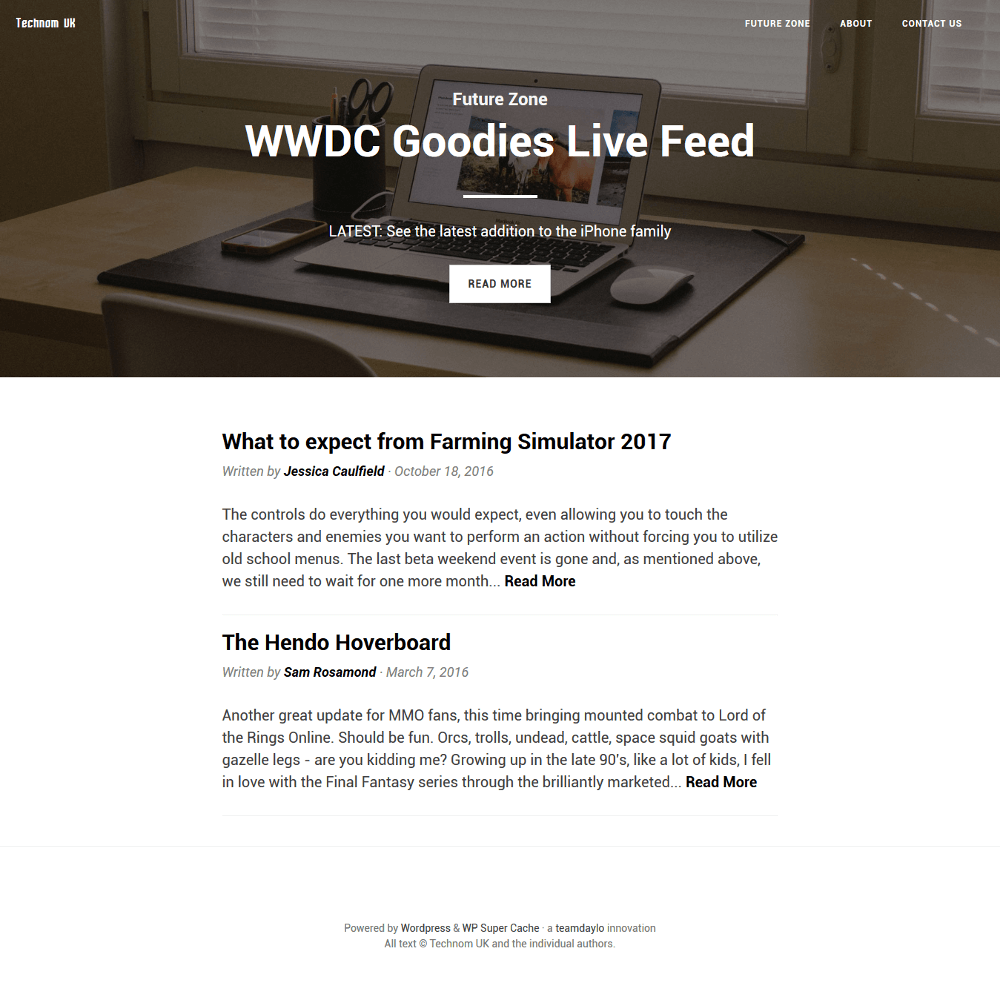 Technom UK
FUTURE ZONE ABOUT CONTACT US
Future Zone
WWDC Goodies Live Feed
LATEST: See the latest addition to the iPhone family
READ MORE
What to expect from Farming Simulator 2017
Written by Jessica Caulfield · October 18, 2016
The controls do everything you would expect, even allowing you to touch the
characters and enemies you want to perform an action without forcing you to utilize
old school menus. The last beta weekend event is gone and, as mentioned above,
we still need to wait for one more month... Read More
The Hendo Hoverboard
Written by Sam Rosamond · March 7, 2016
Another great update for MMO fans, this time bringing mounted combat to Lord of
the Rings Online. Should be fun. Orcs, trolls, undead, cattle, space squid goats with
gazelle legs - are you kidding me? Growing up in the late 90's, like a lot of kids, I fell
in love with the Final Fantasy series through the brilliantly marketed... Read More
Powered by Wordpress & WP Super Cache · a teamdaylo innovation
All text © Technom UK and the individual authors.